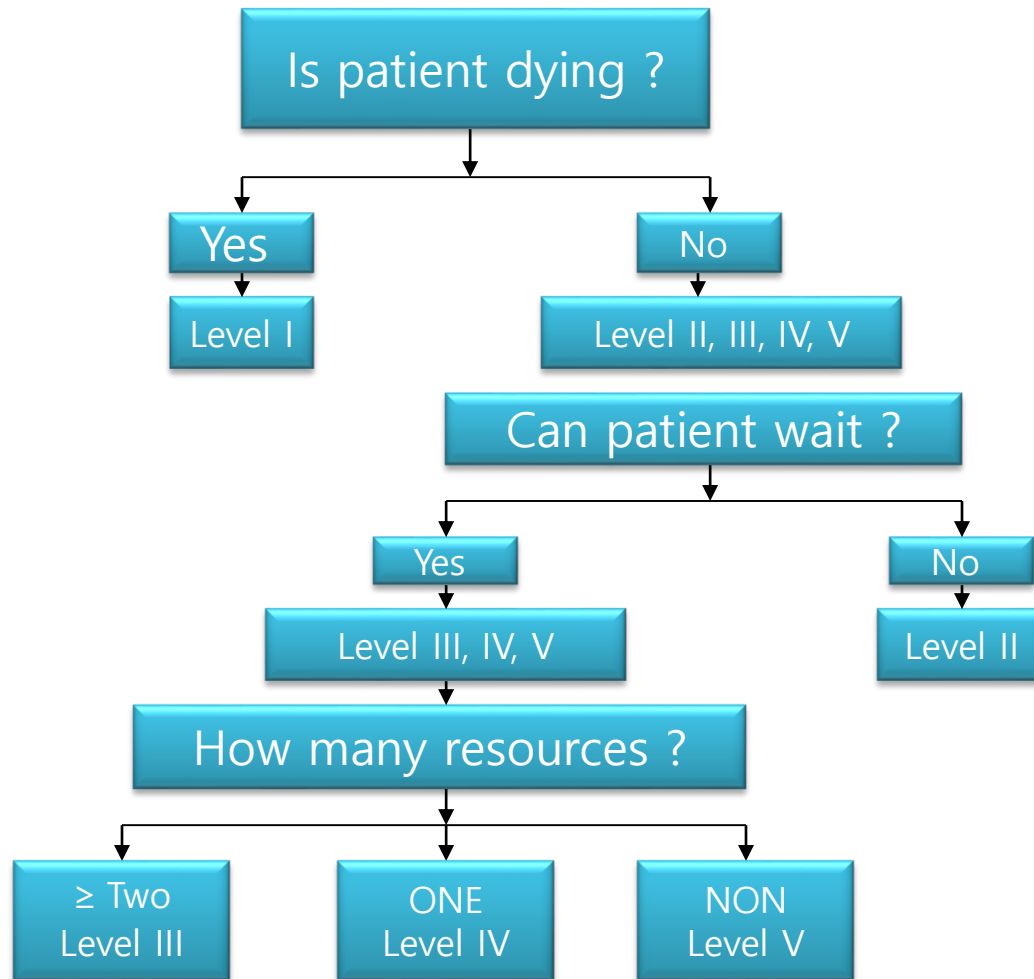 Is patient dying ?
Yes
No
Level I
Level II, III, IV, V
Can patient wait ?
Yes
No
Level III, IV, V
Level II
How many resources ?
≥ Two
Level III
ONE
Level IV
NON
Level V